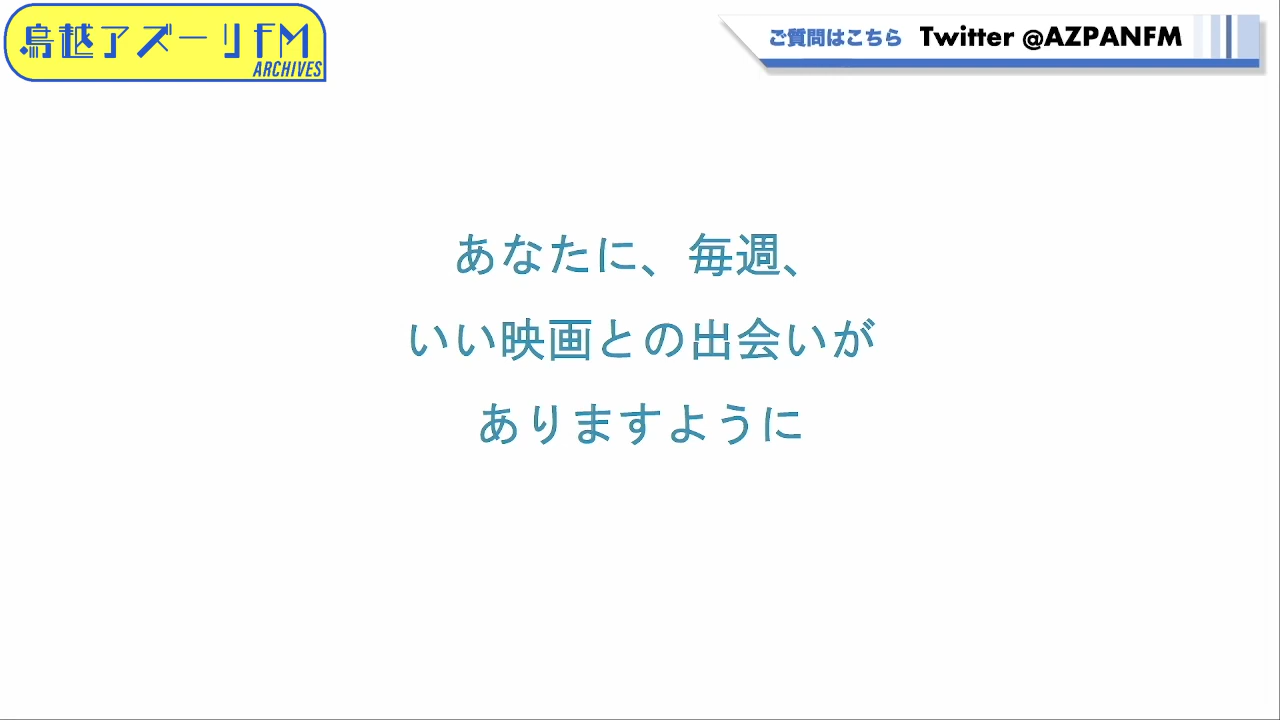 鳥越アズーリFM
ARCHIVES
ご質問はこちら Twitter @AZPANFM
あなたに、毎週、
いい映画との出会いが
ありますように